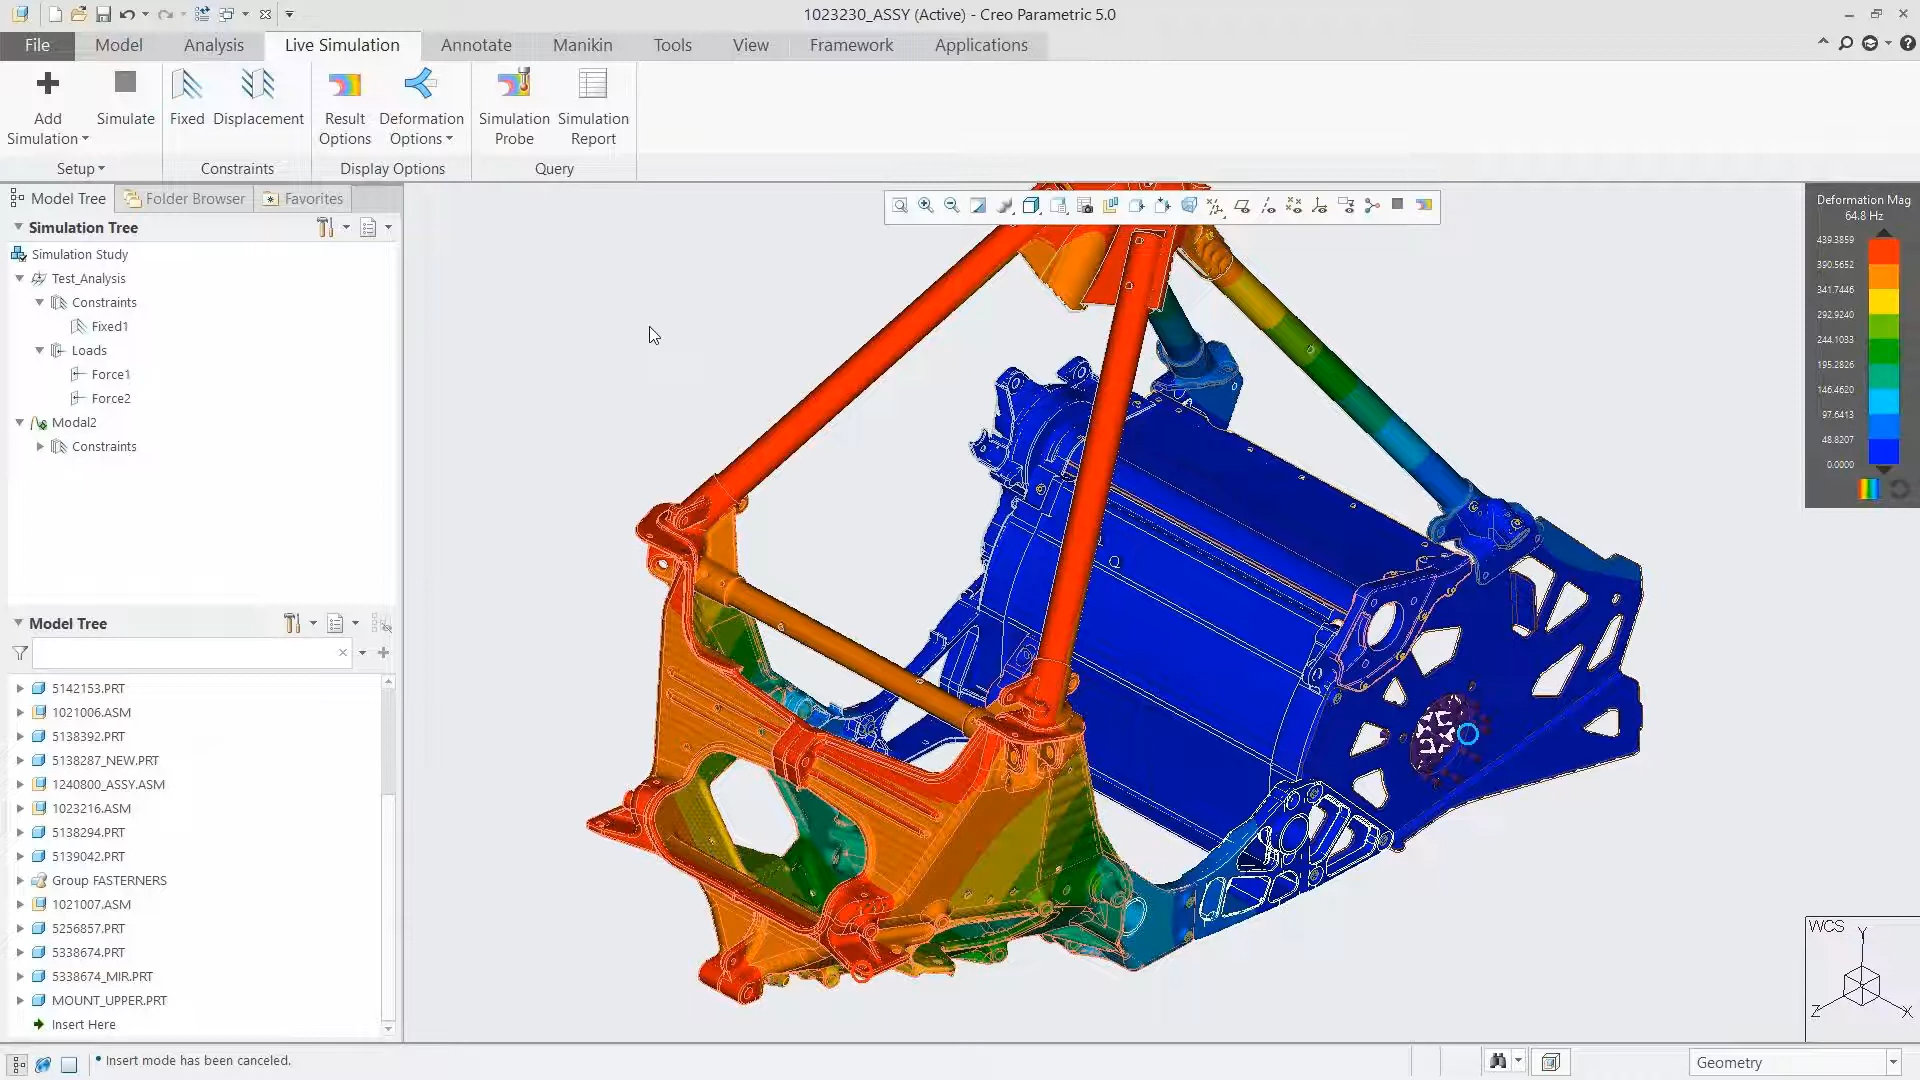 1023230_ASSY (Active) - Creo Parametric 5.0
File Model Analysis Live Simulation Annotate Manikin Tools View Framework Applications
Add Simulation
Simulate
Fixed
Displacement
Result Options
Deformation Options
Simulation Probe
Simulation Report
Setup Constraints Display Options Query
Model Tree Folder Browser Favorites
Simulation Tree
Simulation Study
Test_Analysis
Constraints
Fixed1
Loads
Force1
Force2
Modal2
Constraints
Model Tree
5142153.PRT
1021006.ASM
5138392.PRT
5138287_NEW.PRT
1240800_ASSY.ASM
1023216.ASM
5138294.PRT
5139042.PRT
Group FASTERNERS
1021007.ASM
5256857.PRT
5338674.PRT
5338674_MIR.PRT
MOUNT_UPPER.PRT
Insert Here
Deformation Mag
64.8 Hz
439.3859
390.5652
341.7446
292.9240
244.1033
195.2826
146.4620
97.6413
48.8207
0.0000
WCS
Y
Z
X
• Insert mode has been canceled.
Geometry